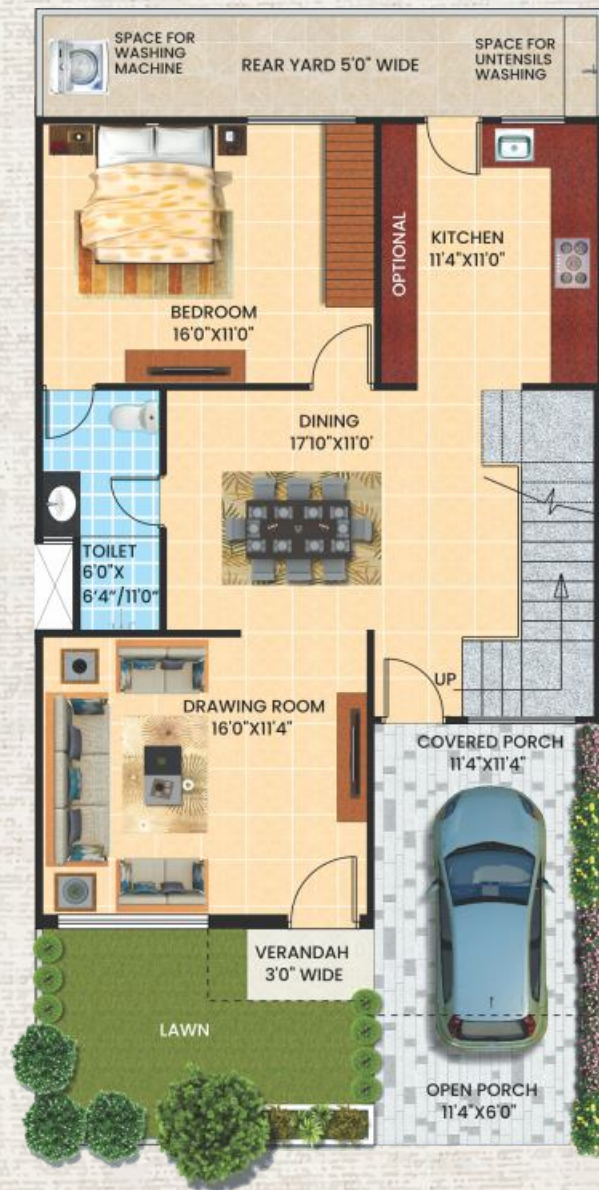 SPACE FOR
WASHING
MACHINE
REAR YARD 5'0" WIDE
SPACE FOR
UNTENSILS
WASHING
OPTIONAL
KITCHEN
11'4"X11'0"
BEDROOM
16'0"X11'0"
DINING
17'10"X11'0'
TOILET
6'0"X
6'4"/11'0"
UP
DRAWING ROOM
16'0"X11'4"
COVERED PORCH
11'4"X11'4"
VERANDAH
3'0" WIDE
LAWN
OPEN PORCH
11'4"X6'0"